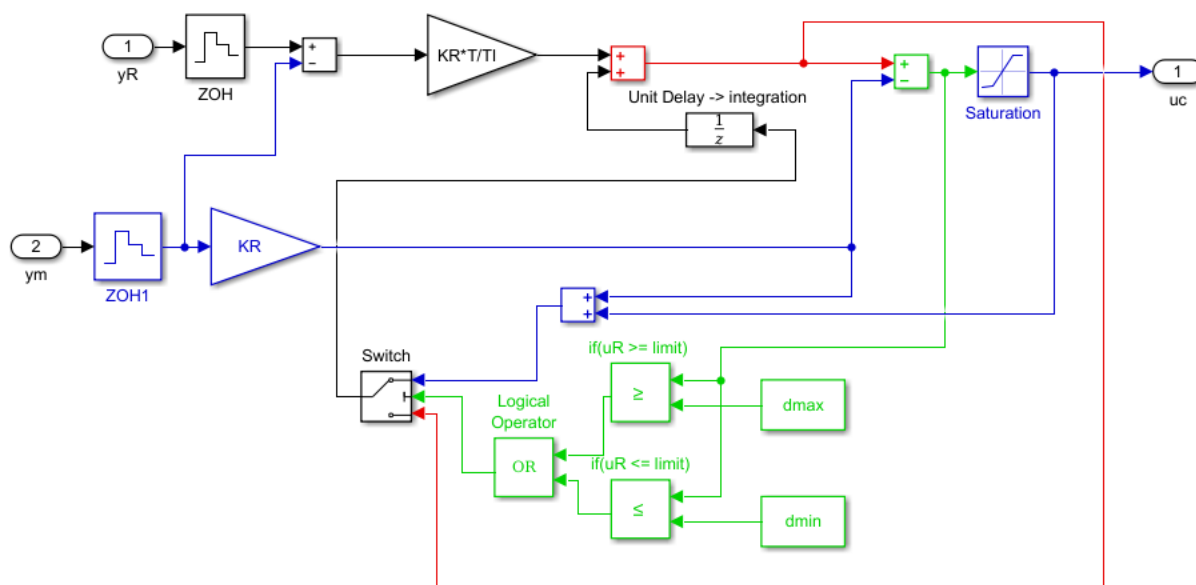 1
yR
ZOH
+
−
KR*T/TI
+
+
Unit Delay -> integration
1
z
+
−
Saturation
1
uc
2
ym
ZOH1
KR
+
+
Switch
if(uR >= limit)
≥
dmax
Logical
Operator
OR
if(uR <= limit)
≤
dmin